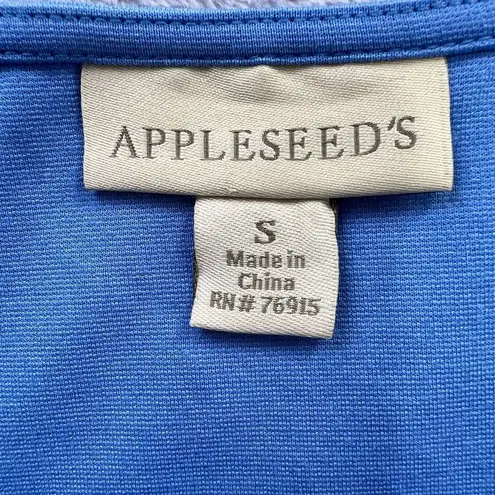 APPLESEED'S
S
Made in
China
RN# 76915